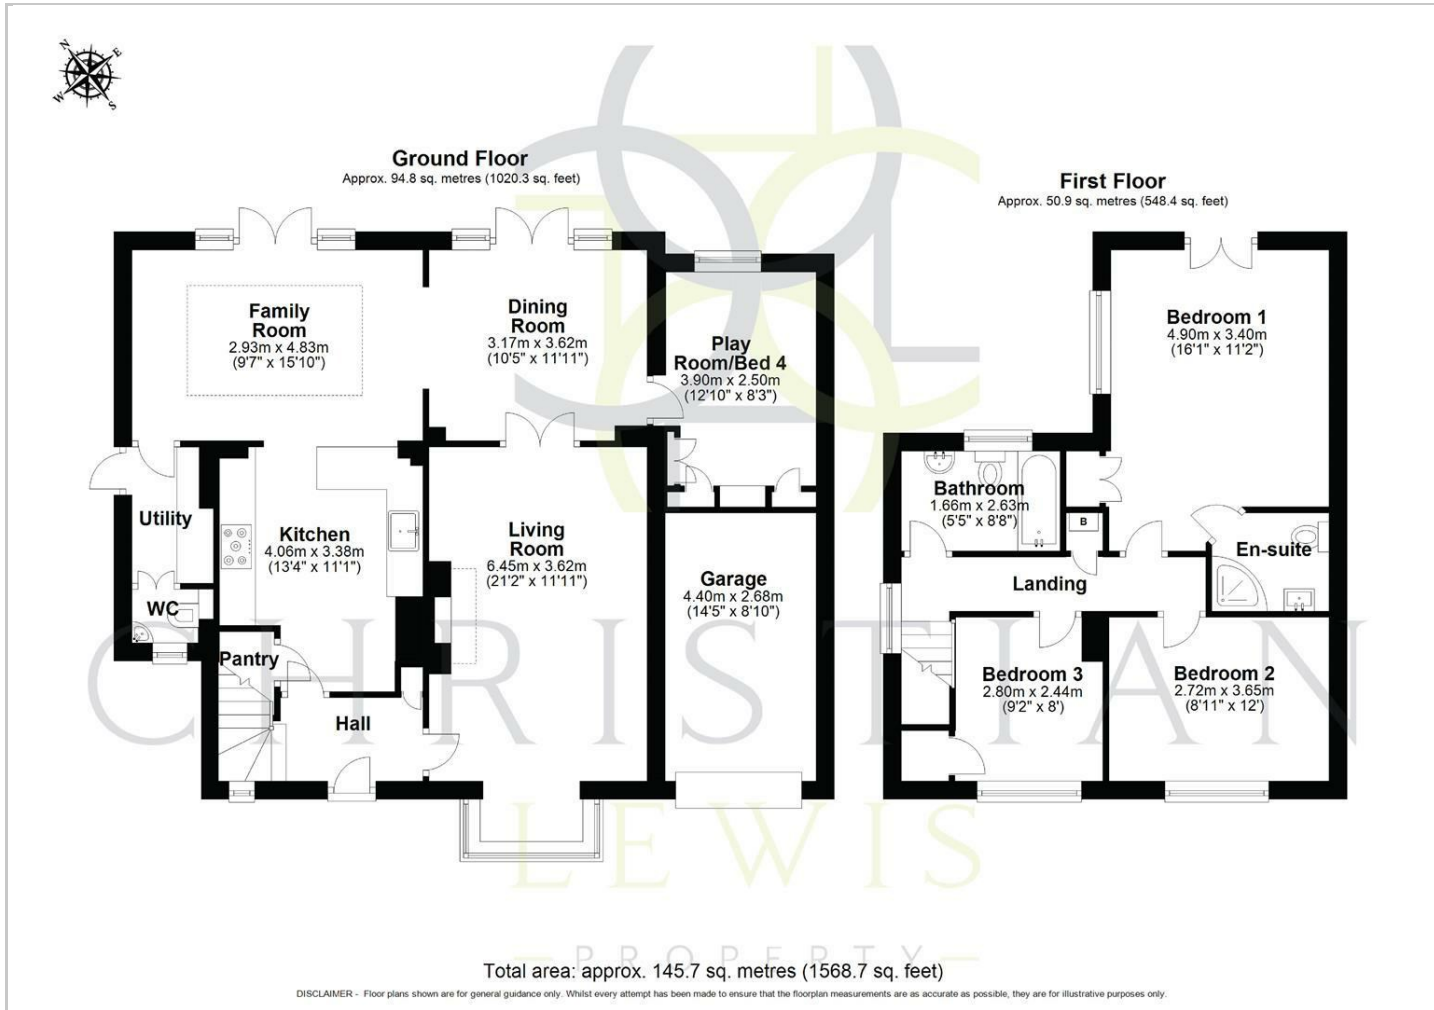 N
E
W
S
Ground Floor
Approx. 94.8 sq. metres (1020.3 sq. feet)
First Floor
Approx. 50.9 sq. metres (548.4 sq. feet)
Family
Room
2.93m x 4.83m
(9'7" x 15'10")
Dining
Room
3.17m x 3.62m
(10'5" x 11'11")
Play
Room/Bed 4
3.90m x 2.50m
(12'10" x 8'3")
Utility
Kitchen
4.06m x 3.38m
(13'4" x 11'1")
Living
Room
6.45m x 3.62m
(21'2" x 11'11")
Garage
4.40m x 2.68m
(14'5" x 8'10")
WC
Pantry
Hall
Bedroom 1
4.90m x 3.40m
(16'1" x 11'2")
Bathroom
1.66m x 2.63m
(5'5" x 8'8")
B
En-suite
Landing
Bedroom 3
2.80m x 2.44m
(9'2" x 8')
Bedroom 2
2.72m x 3.65m
(8'11" x 12')
CHRISTIAN
LEWIS
PROPERTY
Total area: approx. 145.7 sq. metres (1568.7 sq. feet)
DISCLAIMER - Floor plans shown are for general guidance only. Whilst every attempt has been made to ensure that the floorplan measurements are as accurate as possible, they are for illustrative purposes only.